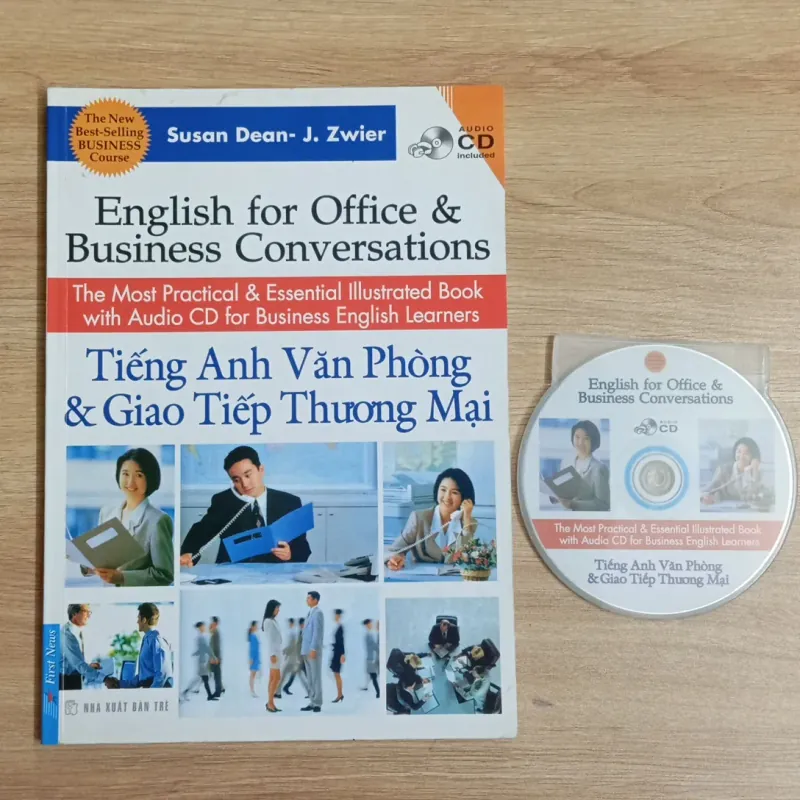 The New
Best-Selling
BUSINESS
Course
Susan Dean- J. Zwier
AUDIO
CD
included
English for Office &
Business Conversations
The Most Practical & Essential Illustrated Book
with Audio CD for Business English Learners
Tiếng Anh Văn Phòng
& Giao Tiếp Thương Mại
First News
NHÀ XUẤT BẢN TRẺ
English for Office &
Business Conversations
AUDIO
CD
The Most Practical & Essential Illustrated Book
with Audio CD for Business English Learners
Tiếng Anh Văn Phòng
& Giao Tiếp Thương Mại